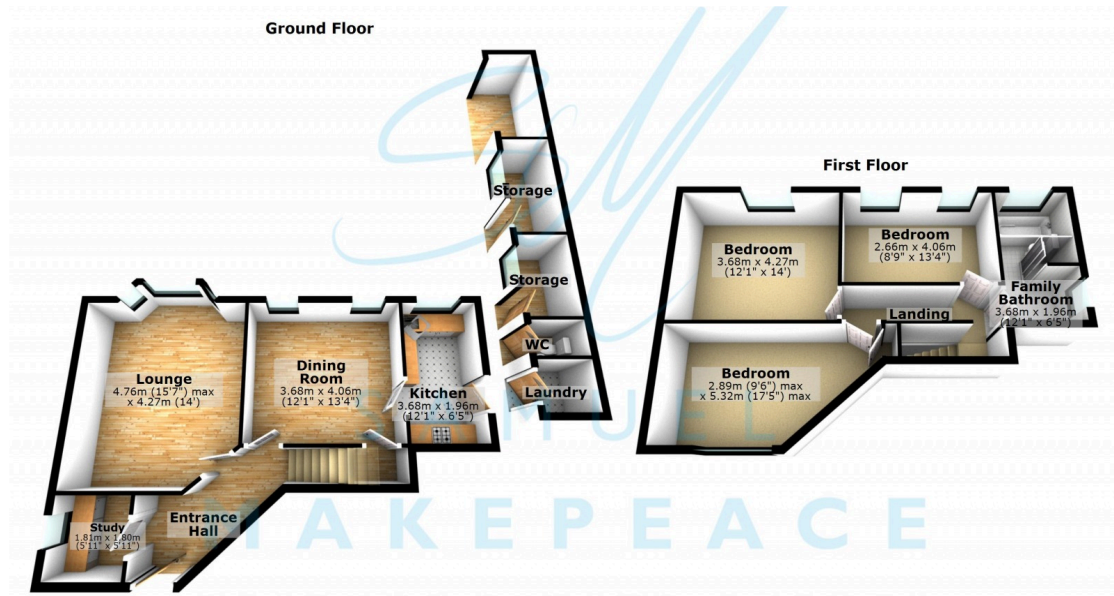 Ground Floor
Storage
Storage
WC
Laundry
Lounge
4.76m (15'7") max
x 4.27m (14')
Dining
Room
3.68m x 4.06m
(12'1" x 13'4")
Kitchen
3.68m x 1.96m
(12'1" x 6'5")
Study
1.81m x 1.80m
(5'11" x 5'11")
Entrance
Hall
First Floor
Bedroom
3.68m x 4.27m
(12'1" x 14')
Bedroom
2.66m x 4.06m
(8'9" x 13'4")
Family
Bathroom
3.68m x 1.96m
(12'1" x 6'5")
Landing
Bedroom
2.89m (9'6") max
x 5.32m (17'5") max
SM
SAMUEL
MAKEPEACE